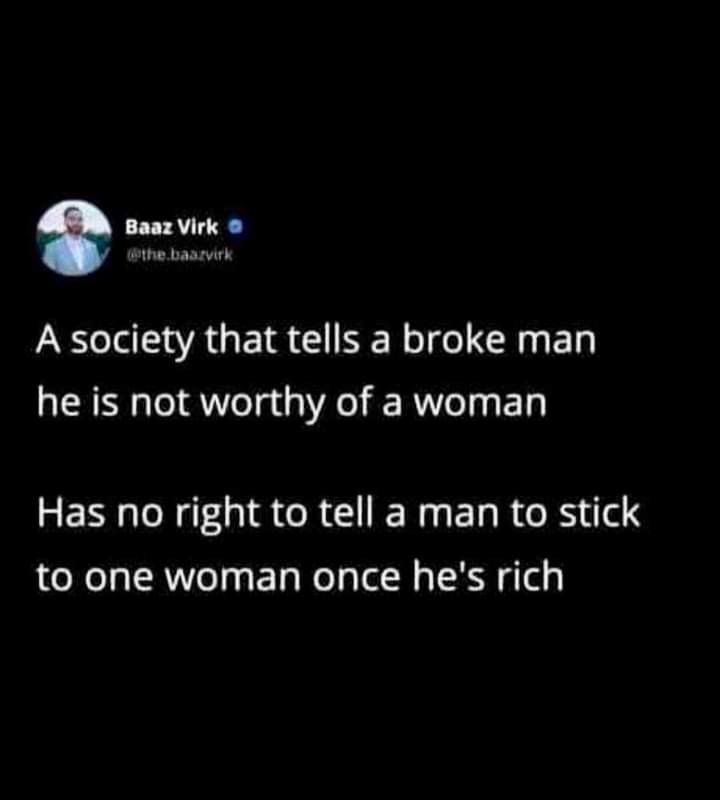 Baaz Virk
@the.baazvirk
A society that tells a broke man
he is not worthy of a woman
Has no right to tell a man to stick
to one woman once he's rich